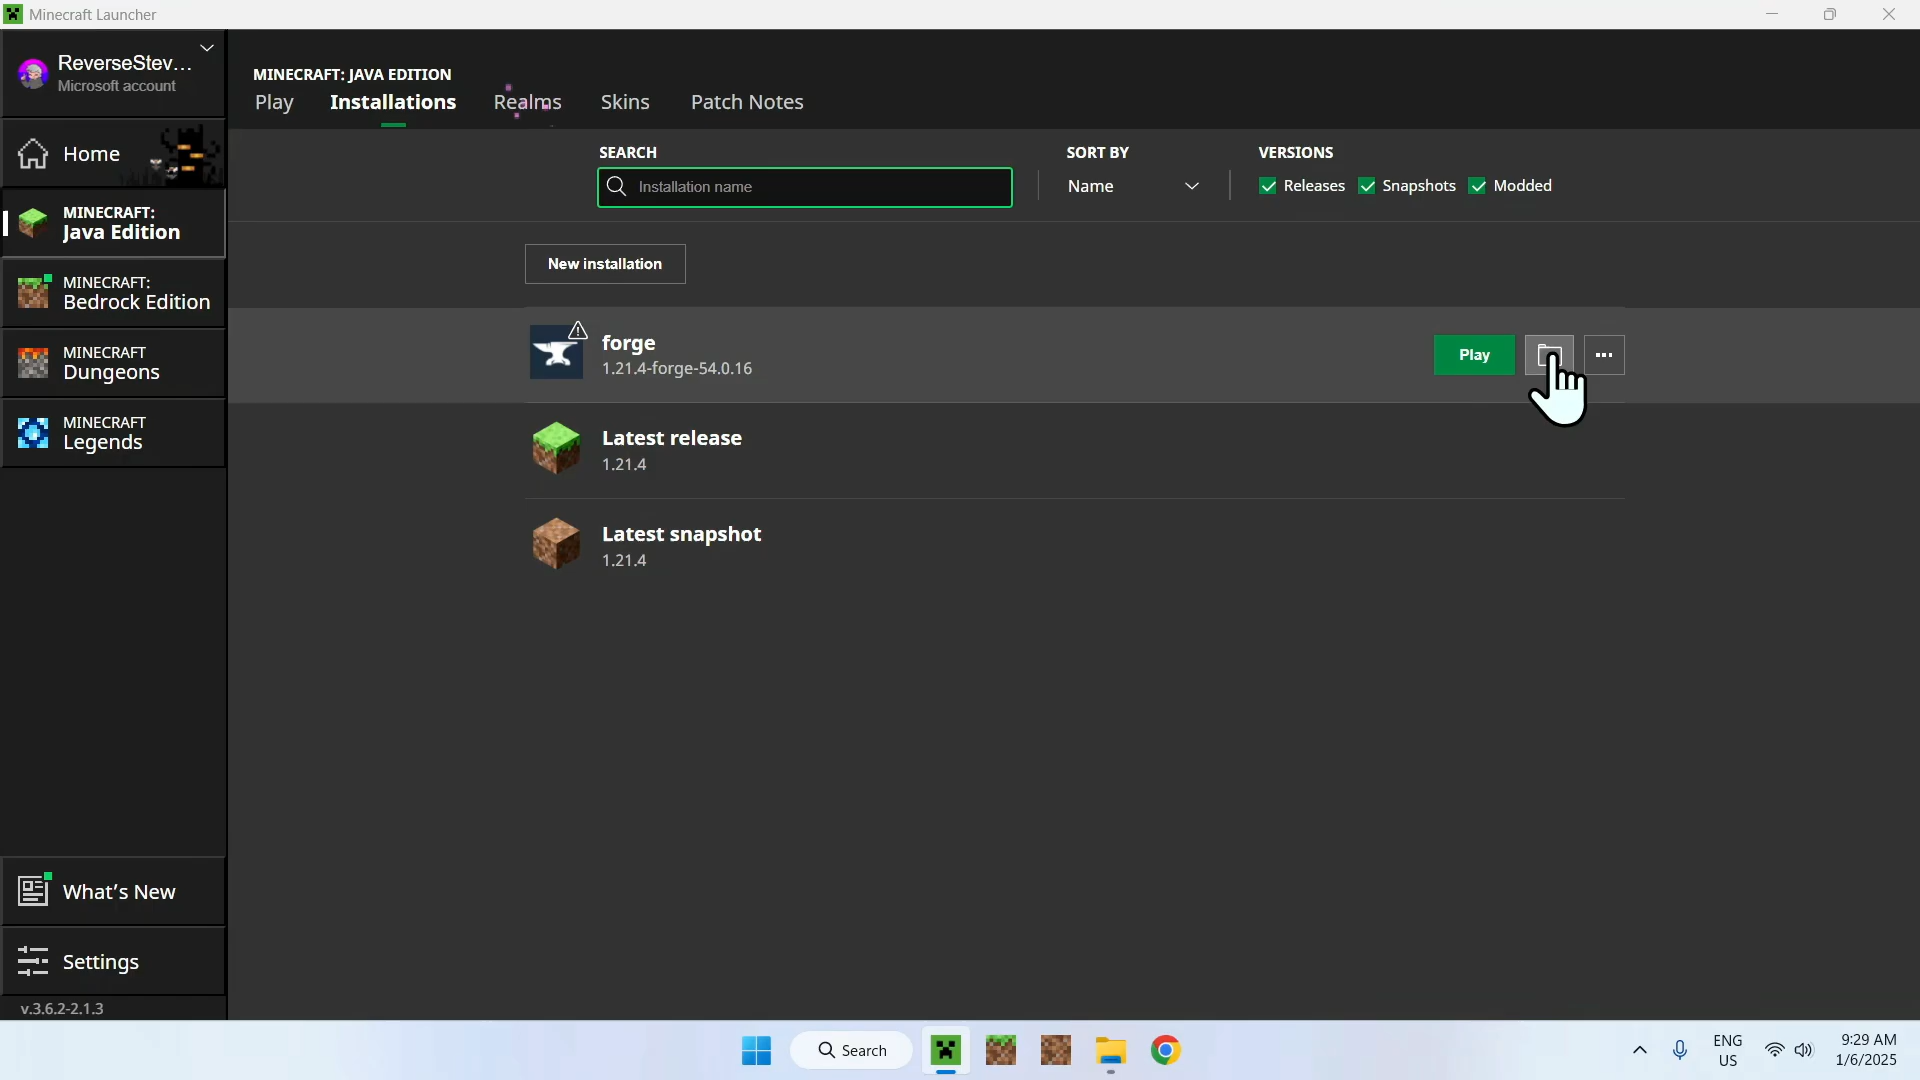 Minecraft Launcher
ReverseStev...
Microsoft account
MINECRAFT: JAVA EDITION
Play
Installations
Realms
Skins
Patch Notes
Home
MINECRAFT:
Java Edition
MINECRAFT:
Bedrock Edition
MINECRAFT
Dungeons
MINECRAFT
Legends
What's New
Settings
v.3.6.2-2.1.3
SEARCH
Installation name
SORT BY
Name
VERSIONS
Releases
Snapshots
Modded
New installation
forge
1.21.4-forge-54.0.16
Play
Latest release
1.21.4
Latest snapshot
1.21.4
Search
ENG
US
9:29 AM
1/6/2025